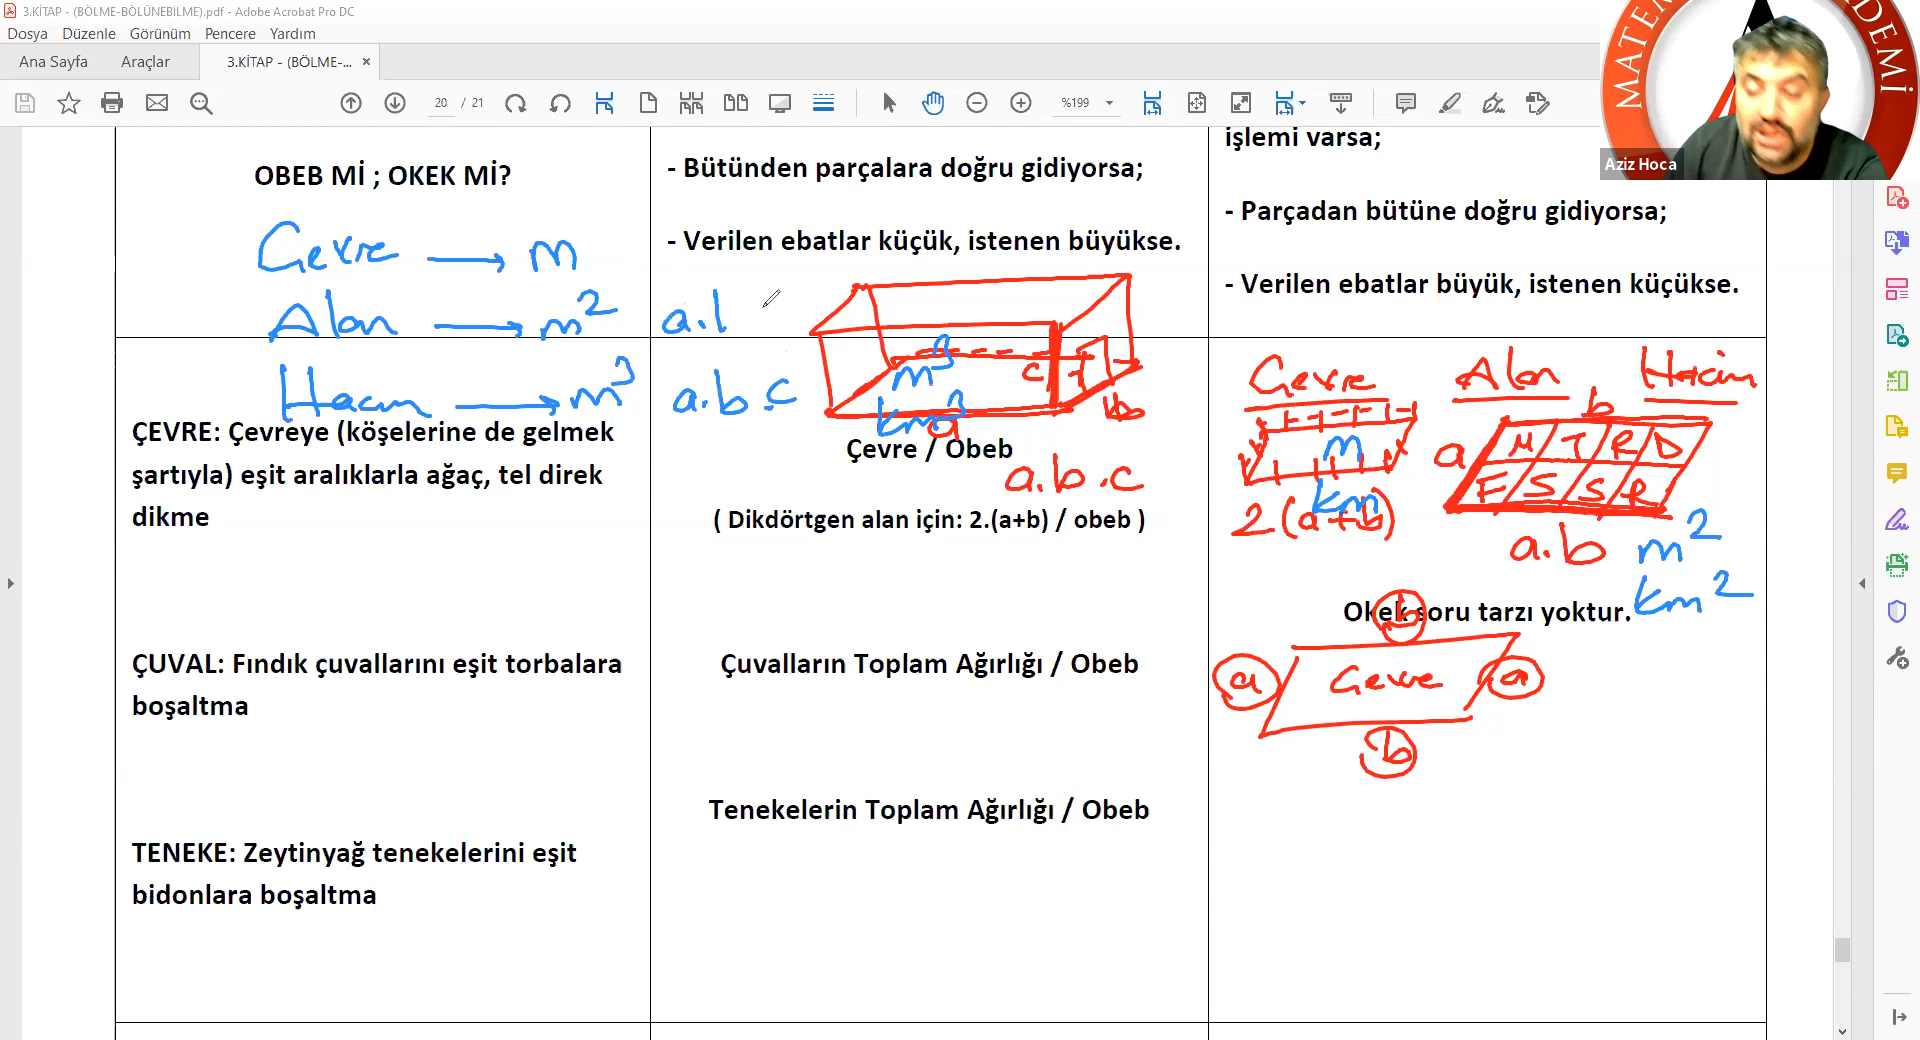 3.KİTAP - (BÖLME-BÖLÜNEBİLME).pdf - Adobe Acrobat Pro DC
Dosya Düzenle Görünüm Pencere Yardım
Ana Sayfa Araçlar 3.KİTAP - (BÖLME-... ×
20 / 21 %199
MATEM
DEMİ
Aziz Hoca
OBEB Mİ ; OKEK Mİ?
Çevre → m
Alan → m²
Hacim → m³
- Bütünden parçalara doğru gidiyorsa;
- Verilen ebatlar küçük, istenen büyükse.
a.l
a.b.c
c
b
a
m³
km³
a.b.c
işlemi varsa;
- Parçadan bütüne doğru gidiyorsa;
- Verilen ebatlar büyük, istenen küçükse.
ÇEVRE: Çevreye (köşelerine de gelmek
şartıyla) eşit aralıklarla ağaç, tel direk
dikme
Çevre / Obeb
( Dikdörtgen alan için: 2.(a+b) / obeb )
Çevre Alan Hacim
m
km
2(a+b)
b
a
M T R D
F S S R
a.b m²
km²
Okek soru tarzı yoktur.
b
a Çevre a
b
ÇUVAL: Fındık çuvallarını eşit torbalara
boşaltma
Çuvalların Toplam Ağırlığı / Obeb
TENEKE: Zeytinyağ tenekelerini eşit
bidonlara boşaltma
Tenekelerin Toplam Ağırlığı / Obeb